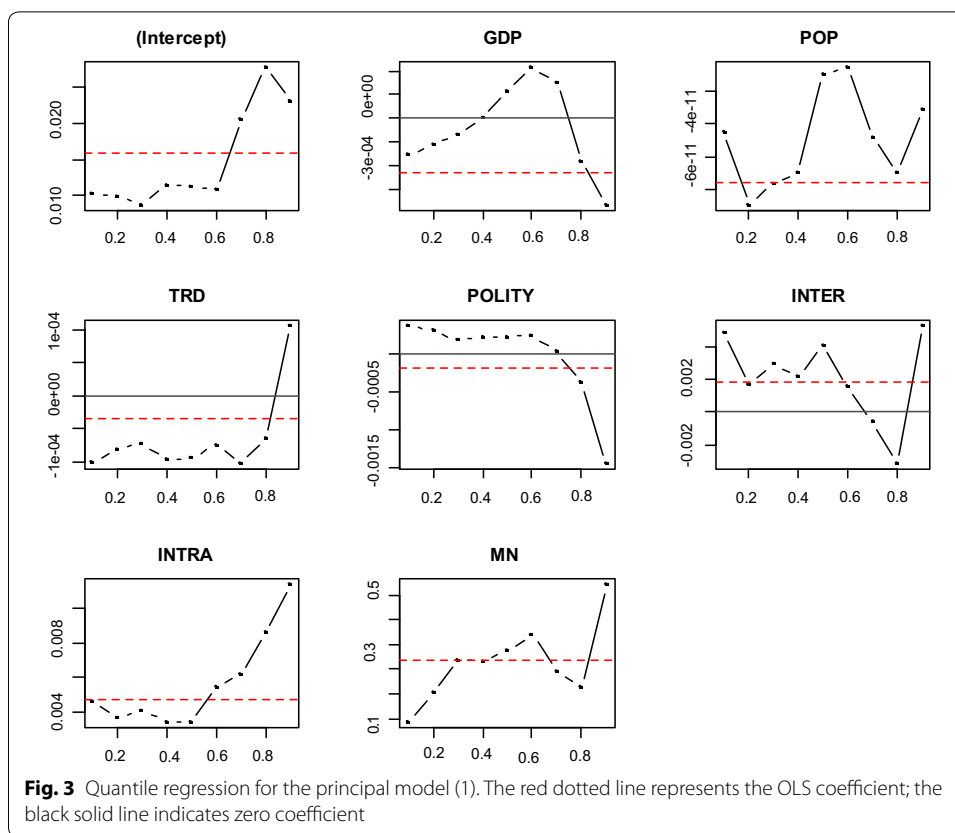 (Intercept)
GDP
POP
0.010 0.020
0.2 0.4 0.6 0.8
-3e-04 0e+00
0.2 0.4 0.6 0.8
-6e-11 -4e-11
0.2 0.4 0.6 0.8
TRD
POLITY
INTER
-1e-04 0e+00 1e-04
0.2 0.4 0.6 0.8
-0.0015 -0.0005
0.2 0.4 0.6 0.8
-0.002 0.002
0.2 0.4 0.6 0.8
INTRA
MN
0.004 0.008
0.2 0.4 0.6 0.8
0.1 0.3 0.5
0.2 0.4 0.6 0.8
Fig. 3 Quantile regression for the principal model (1). The red dotted line represents the OLS coefficient; the
black solid line indicates zero coefficient